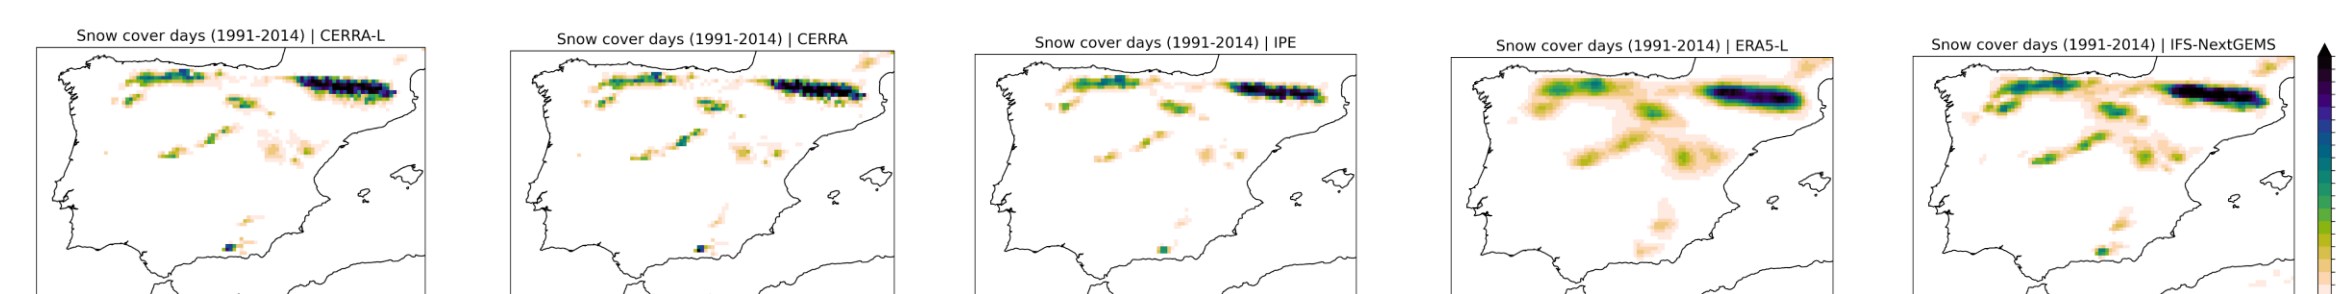 Snow cover days (1991-2014) | CERRA-L
Snow cover days (1991-2014) | CERRA
Snow cover days (1991-2014) | IPE
Snow cover days (1991-2014) | ERA5-L
Snow cover days (1991-2014) | IFS-NextGEMS